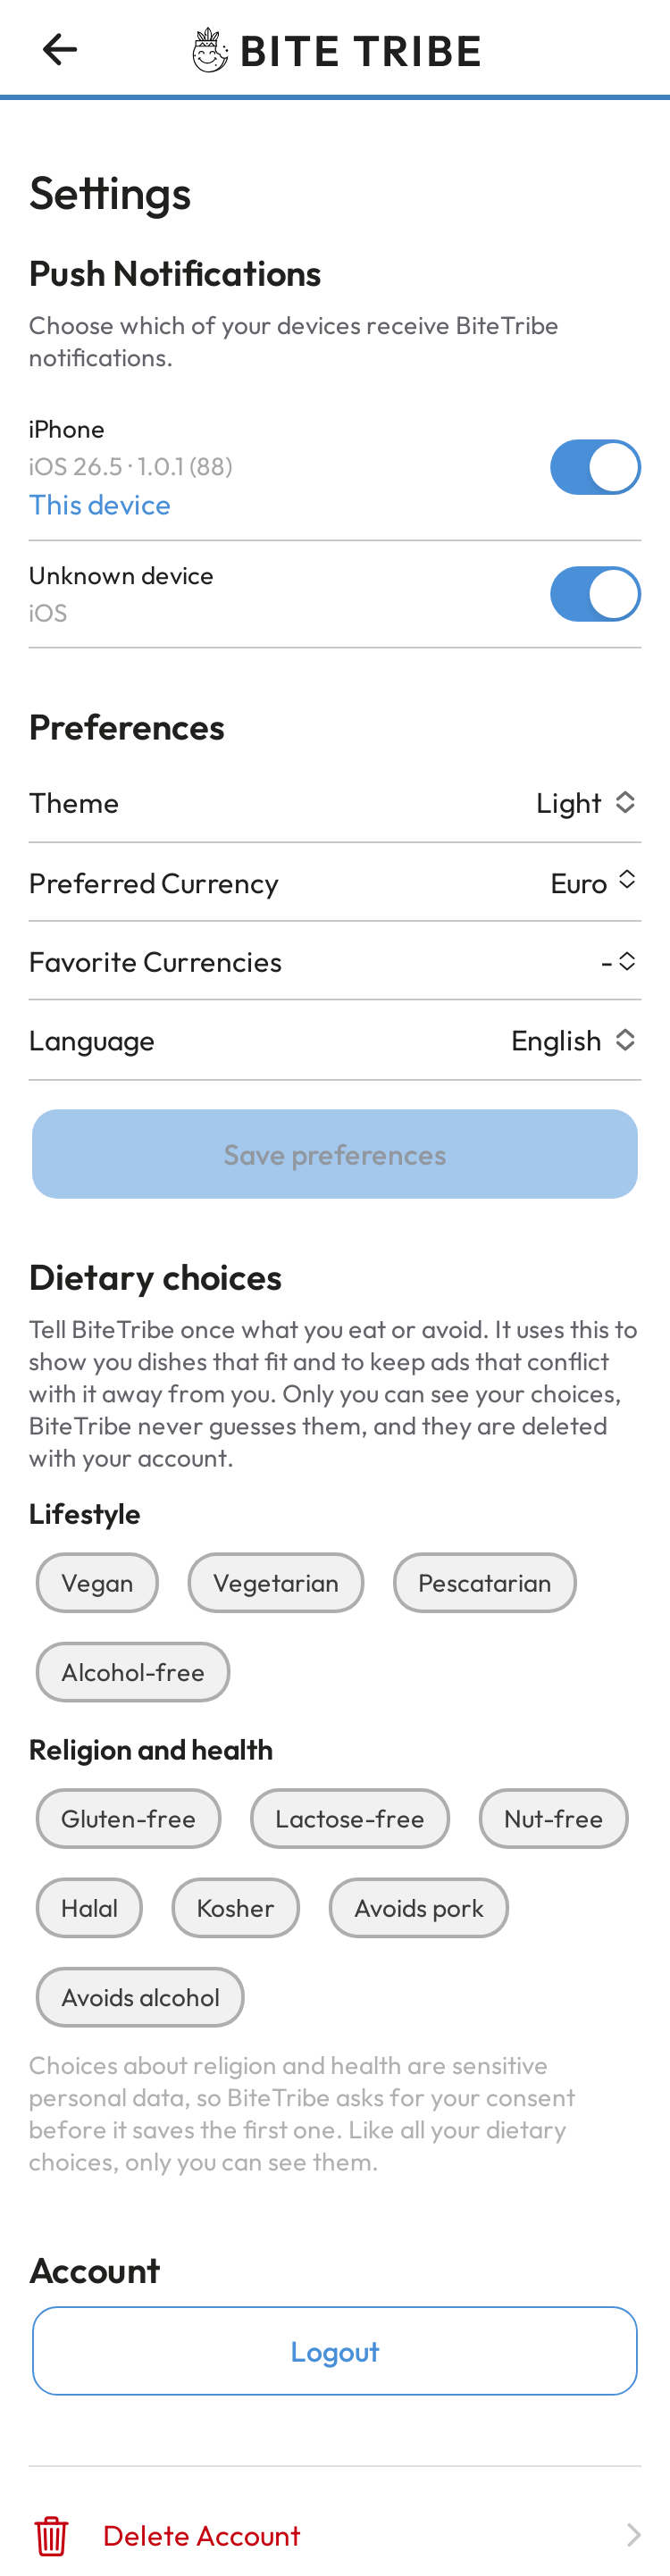 BITE TRIBE
Settings
Push Notifications
Choose which of your devices receive BiteTribe
notifications.
iPhone
iOS 26.5 · 1.0.1 (88)
This device
Unknown device
iOS
Preferences
Theme Light
Preferred Currency Euro
Favorite Currencies -
Language English
Save preferences
Dietary choices
Tell BiteTribe once what you eat or avoid. It uses this to
show you dishes that fit and to keep ads that conflict
with it away from you. Only you can see your choices,
BiteTribe never guesses them, and they are deleted
with your account.
Lifestyle
Vegan Vegetarian Pescatarian
Alcohol-free
Religion and health
Gluten-free Lactose-free Nut-free
Halal Kosher Avoids pork
Avoids alcohol
Choices about religion and health are sensitive
personal data, so BiteTribe asks for your consent
before it saves the first one. Like all your dietary
choices, only you can see them.
Account
Logout
Delete Account